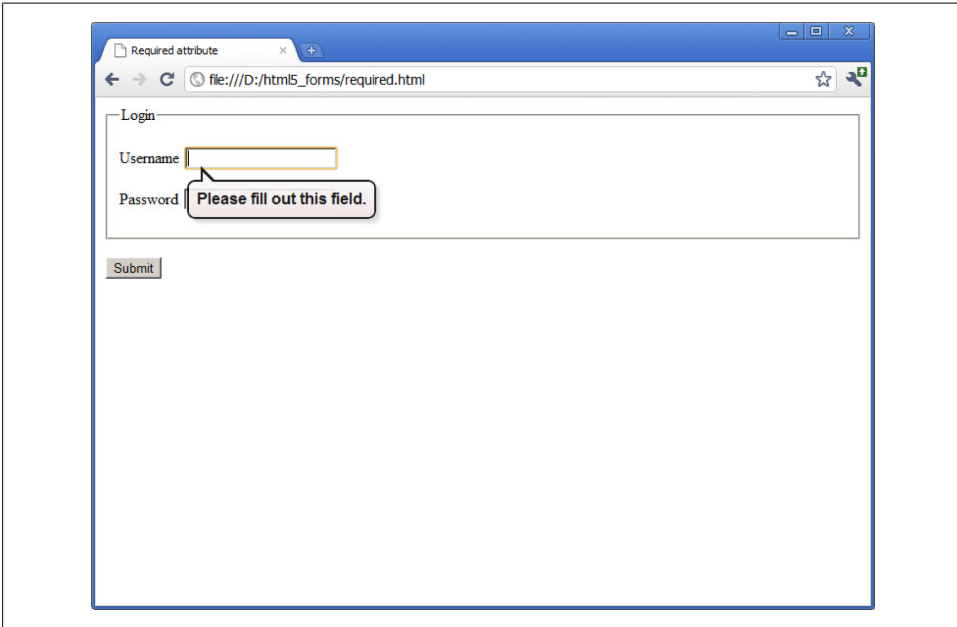 Required attribute
file:///D:/html5_forms/required.html
Login
Username
Password
Please fill out this field.
Submit